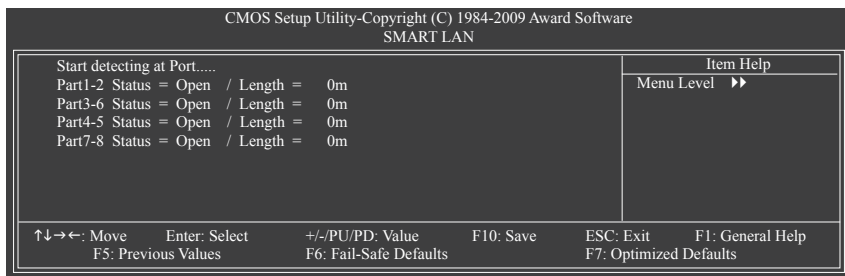 CMOS Setup Utility-Copyright (C) 1984-2009 Award Software
SMART LAN
Start detecting at Port.....
Part1-2 Status = Open / Length = 0m
Part3-6 Status = Open / Length = 0m
Part4-5 Status = Open / Length = 0m
Part7-8 Status = Open / Length = 0m
Item Help
Menu Level ▶▶
↑↓→←: Move Enter: Select +/-/PU/PD: Value F10: Save ESC: Exit F1: General Help
F5: Previous Values F6: Fail-Safe Defaults F7: Optimized Defaults